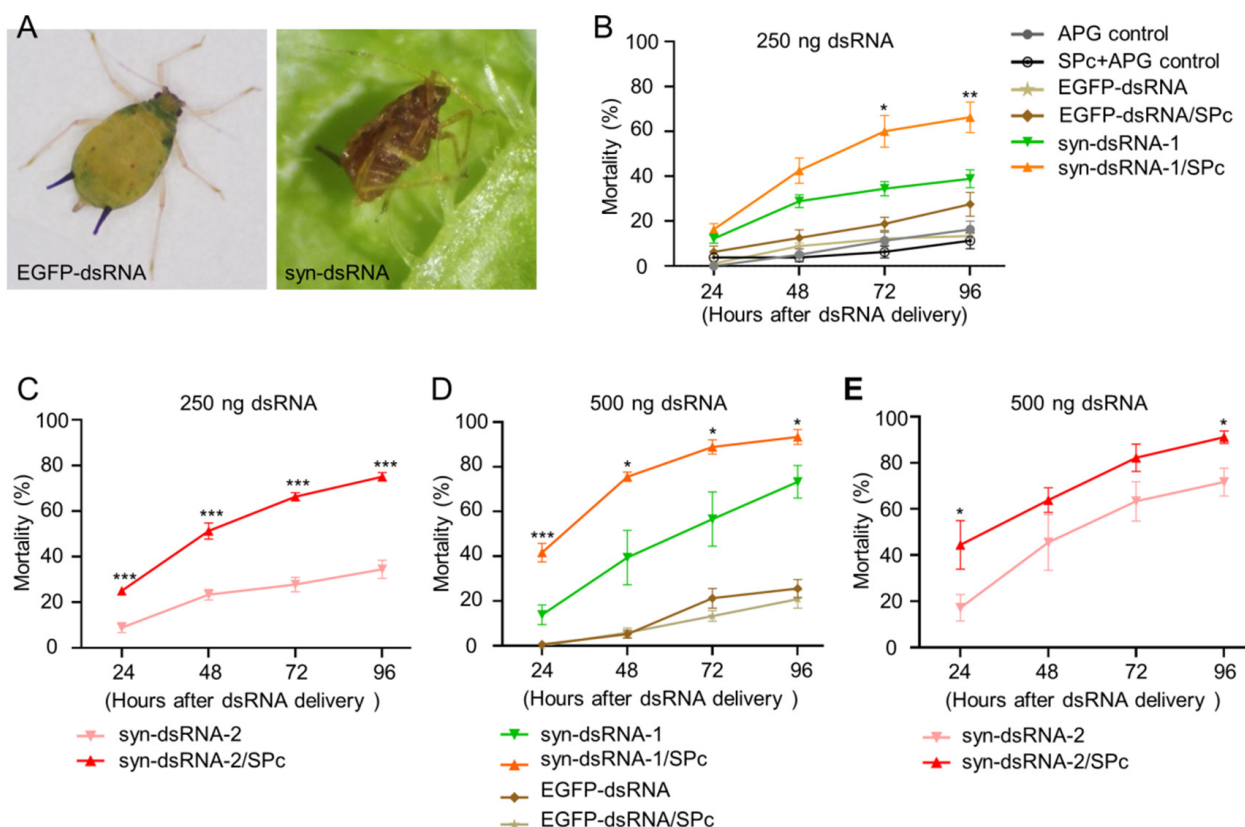 A
EGFP-dsRNA
syn-dsRNA
B
250 ng dsRNA
Mortality (%)
100
80
60
40
20
0
*
**
24 48 72 96
(Hours after dsRNA delivery)
APG control
SPc+APG control
EGFP-dsRNA
EGFP-dsRNA/SPc
syn-dsRNA-1
syn-dsRNA-1/SPc
C
250 ng dsRNA
Mortality (%)
100
80
60
40
20
0
*** *** *** ***
24 48 72 96
(Hours after dsRNA delivery )
syn-dsRNA-2
syn-dsRNA-2/SPc
D
500 ng dsRNA
Mortality (%)
100
80
60
40
20
0
*** * * *
24 48 72 96
(Hours after dsRNA delivery )
syn-dsRNA-1
syn-dsRNA-1/SPc
EGFP-dsRNA
EGFP-dsRNA/SPc
E
500 ng dsRNA
Mortality (%)
100
80
60
40
20
0
* *
24 48 72 96
(Hours after dsRNA delivery )
syn-dsRNA-2
syn-dsRNA-2/SPc